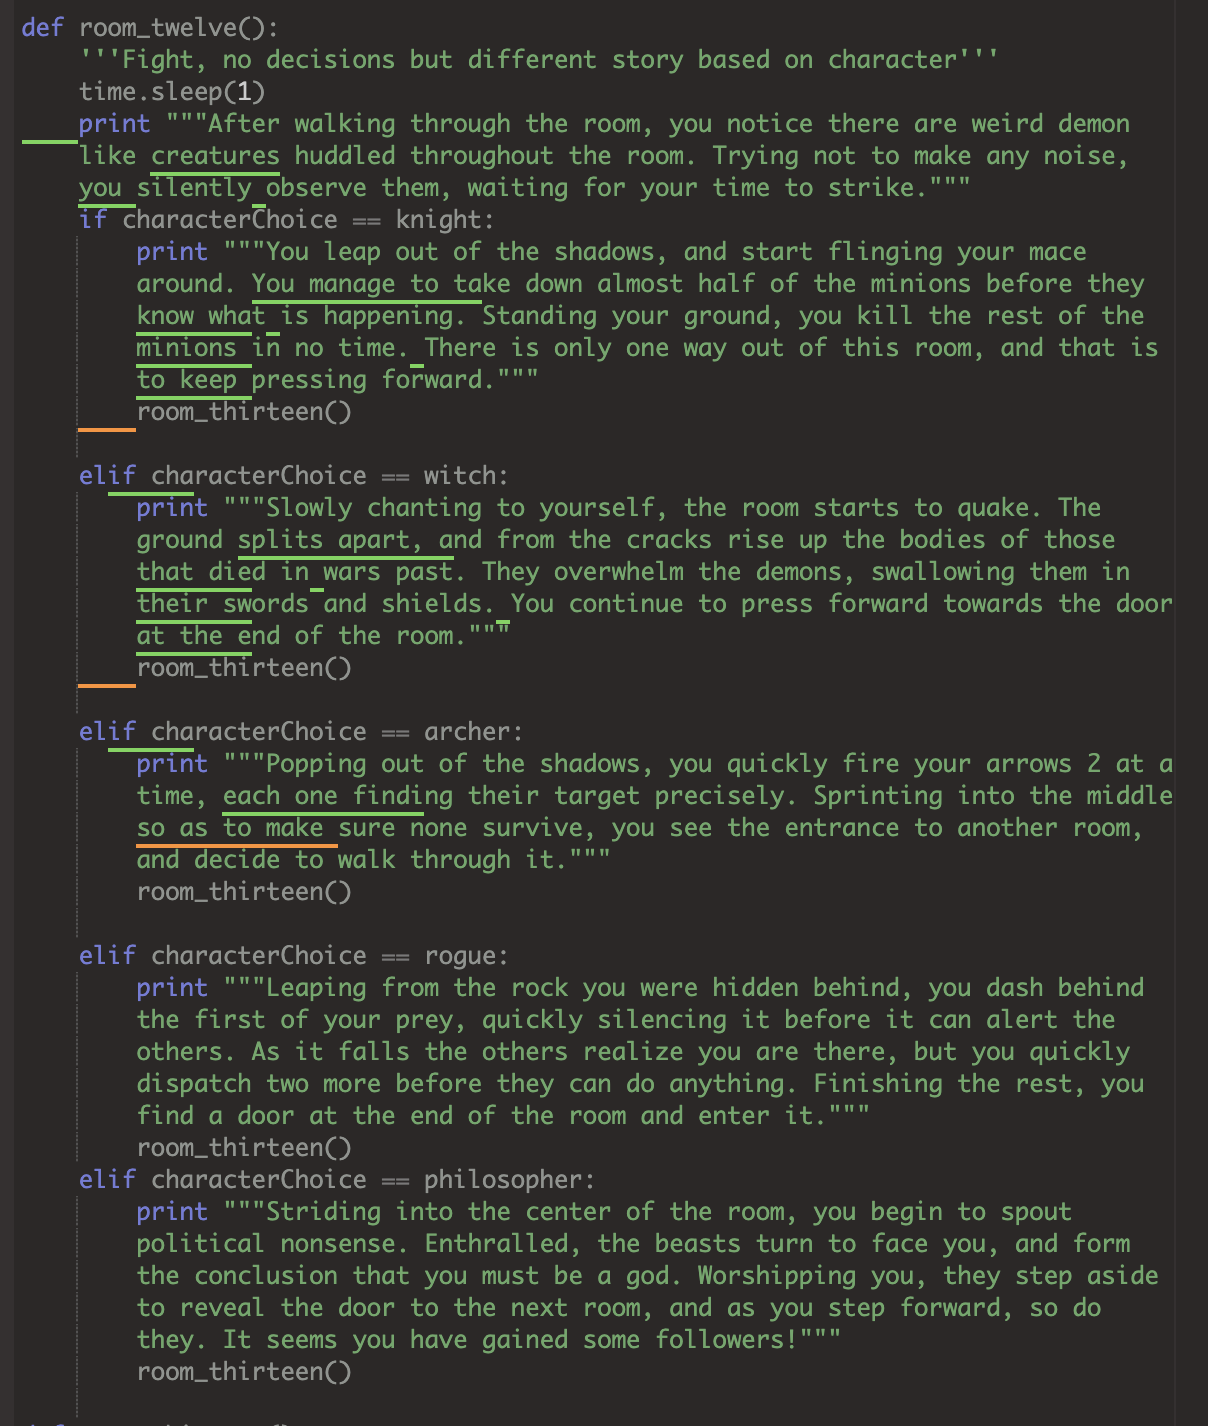 def room_twelve():
    '''Fight, no decisions but different story based on character'''
    time.sleep(1)
    print """After walking through the room, you notice there are weird demon
    like creatures huddled throughout the room. Trying not to make any noise,
    you silently observe them, waiting for your time to strike."""
    if characterChoice == knight:
        print """You leap out of the shadows, and start flinging your mace
        around. You manage to take down almost half of the minions before they
        know what is happening. Standing your ground, you kill the rest of the
        minions in no time. There is only one way out of this room, and that is
        to keep pressing forward."""
        room_thirteen()

    elif characterChoice == witch:
        print """Slowly chanting to yourself, the room starts to quake. The
        ground splits apart, and from the cracks rise up the bodies of those
        that died in wars past. They overwhelm the demons, swallowing them in
        their swords and shields. You continue to press forward towards the door
        at the end of the room."""
        room_thirteen()

    elif characterChoice == archer:
        print """Popping out of the shadows, you quickly fire your arrows 2 at a
        time, each one finding their target precisely. Sprinting into the middle
        so as to make sure none survive, you see the entrance to another room,
        and decide to walk through it."""
        room_thirteen()

    elif characterChoice == rogue:
        print """Leaping from the rock you were hidden behind, you dash behind
        the first of your prey, quickly silencing it before it can alert the
        others. As it falls the others realize you are there, but you quickly
        dispatch two more before they can do anything. Finishing the rest, you
        find a door at the end of the room and enter it."""
        room_thirteen()
    elif characterChoice == philosopher:
        print """Striding into the center of the room, you begin to spout
        political nonsense. Enthralled, the beasts turn to face you, and form
        the conclusion that you must be a god. Worshipping you, they step aside
        to reveal the door to the next room, and as you step forward, so do
        they. It seems you have gained some followers!"""
        room_thirteen()